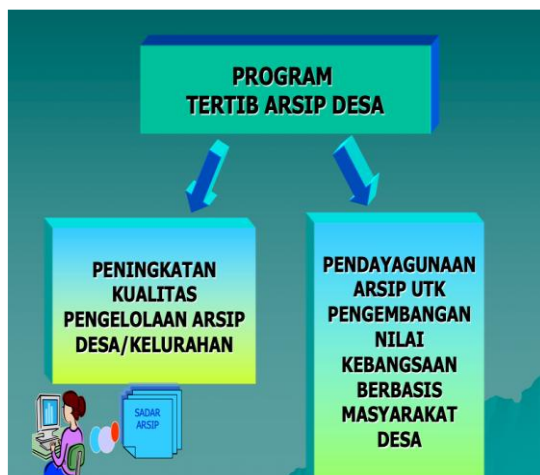 PROGRAM
TERTIB ARSIP DESA
PENINGKATAN
KUALITAS
PENGELOLAAN ARSIP
DESA/KELURAHAN
SADAR
ARSIP
PENDAYAGUNAAN
ARSIP UTK
PENGEMBANGAN
NILAI
KEBANGSAAN
BERBASIS
MASYARAKAT
DESA